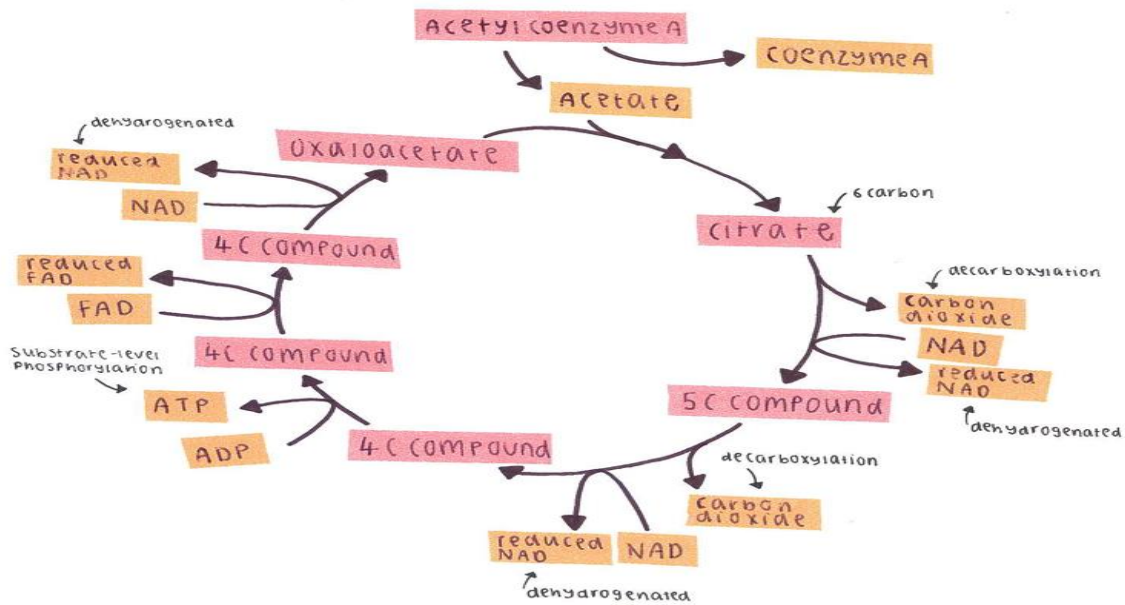 Acetyl coenzyme A
coenzyme A
Acetate
oxaloacetate
dehydrogenated
reduced
NAD
NAD
6 carbon
citrate
4C compound
decarboxylation
carbon
dioxide
NAD
reduced
NAD
dehydrogenated
reduced
FAD
FAD
4C compound
substrate-level
phosphorylation
ATP
ADP
5C compound
4C compound
decarboxylation
carbon
dioxide
reduced
NAD
NAD
dehydrogenated